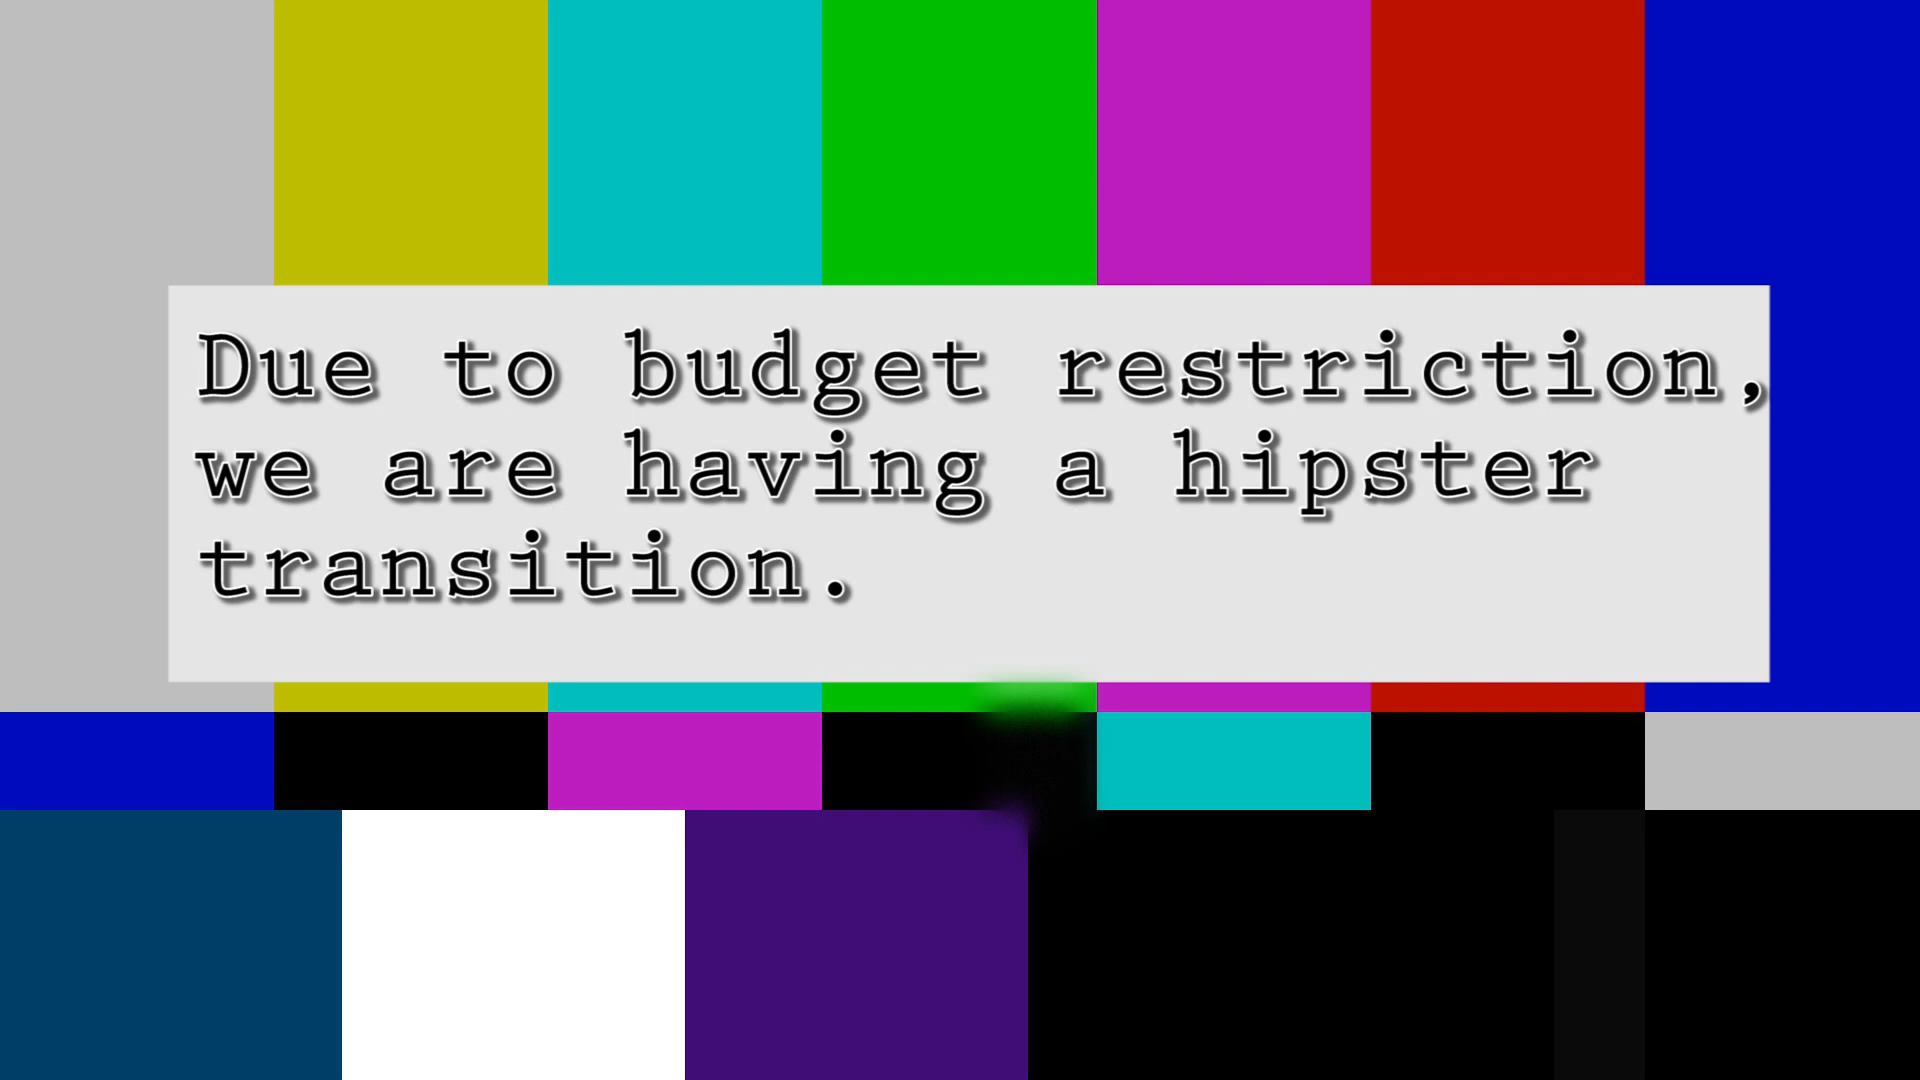 Due to budget restriction,
we are having a hipster
transition.